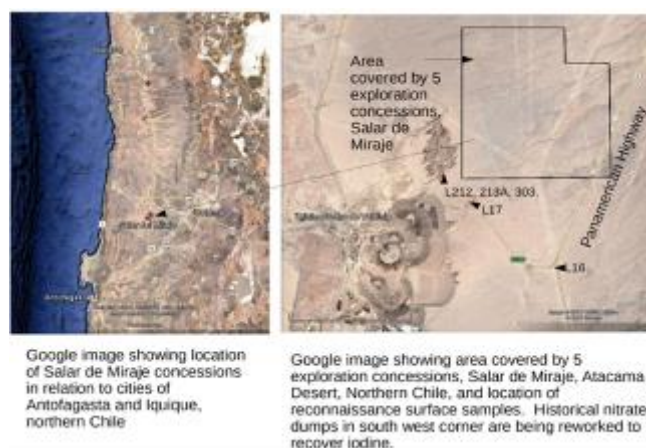 Area
covered by 5
exploration
concessions,
Salar de
Miraje
L212, 213A, 303.
L17
L16
Panamerican Highway
Google image showing location
of Salar de Miraje concessions
in relation to cities of
Antofagasta and Iquique,
northern Chile
Google image showing area covered by 5
exploration concessions, Salar de Miraje, Atacama
Desert, Northern Chile, and location of
reconnaissance surface samples. Historical nitrate
dumps in south west corner are being reworked to
recover iodine.